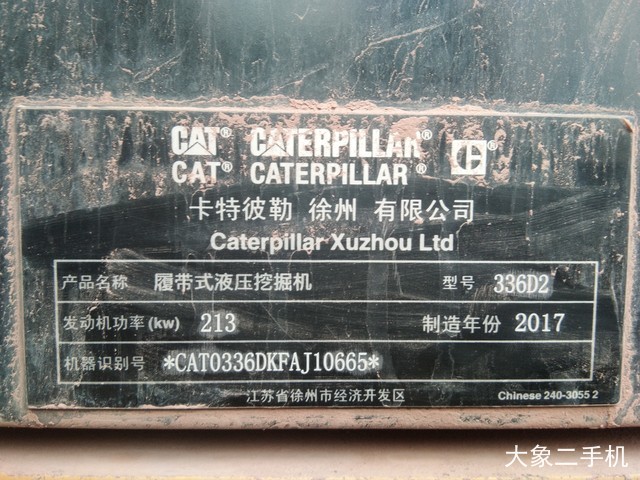 CAT® CATERPILLAR® C®
CAT® CATERPILLAR®
卡特彼勒 徐州 有限公司
Caterpillar Xuzhou Ltd
产品名称 履带式液压挖掘机 型号 336D2
发动机功率(kw) 213 制造年份 2017
机器识别号 *CAT0336DKFAJ10665*
江苏省徐州市经济开发区 Chinese 240-3055 2
大象二手机